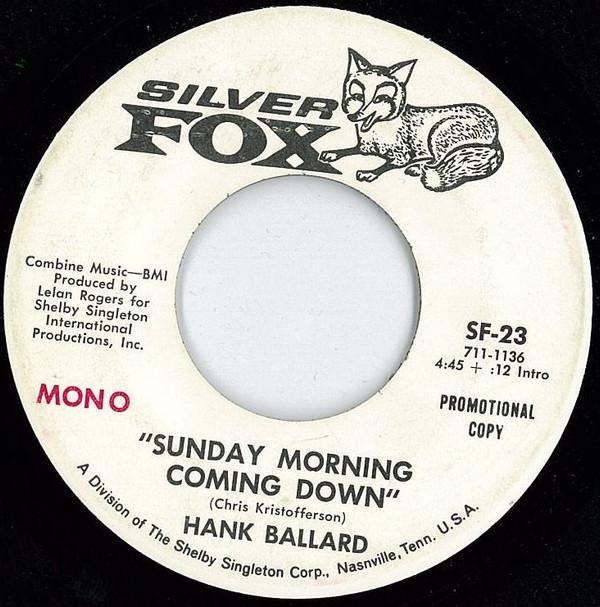 SILVER
FOX
Combine Music—BMI
Produced by
Lelan Rogers for
Shelby Singleton
International
Productions, Inc.
MONO
SF-23
711-1136
4:45 + :12 Intro
PROMOTIONAL
COPY
"SUNDAY MORNING
COMING DOWN"
(Chris Kristofferson)
HANK BALLARD
A Division of The Shelby Singleton Corp., Nasnville, Tenn. U.S.A.